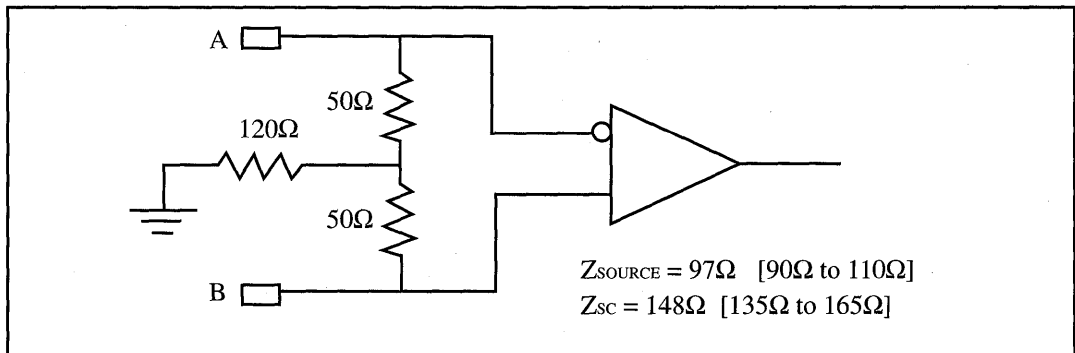 A
50Ω
120Ω
50Ω
B
ZSOURCE = 97Ω [90Ω to 110Ω]
ZSC = 148Ω [135Ω to 165Ω]